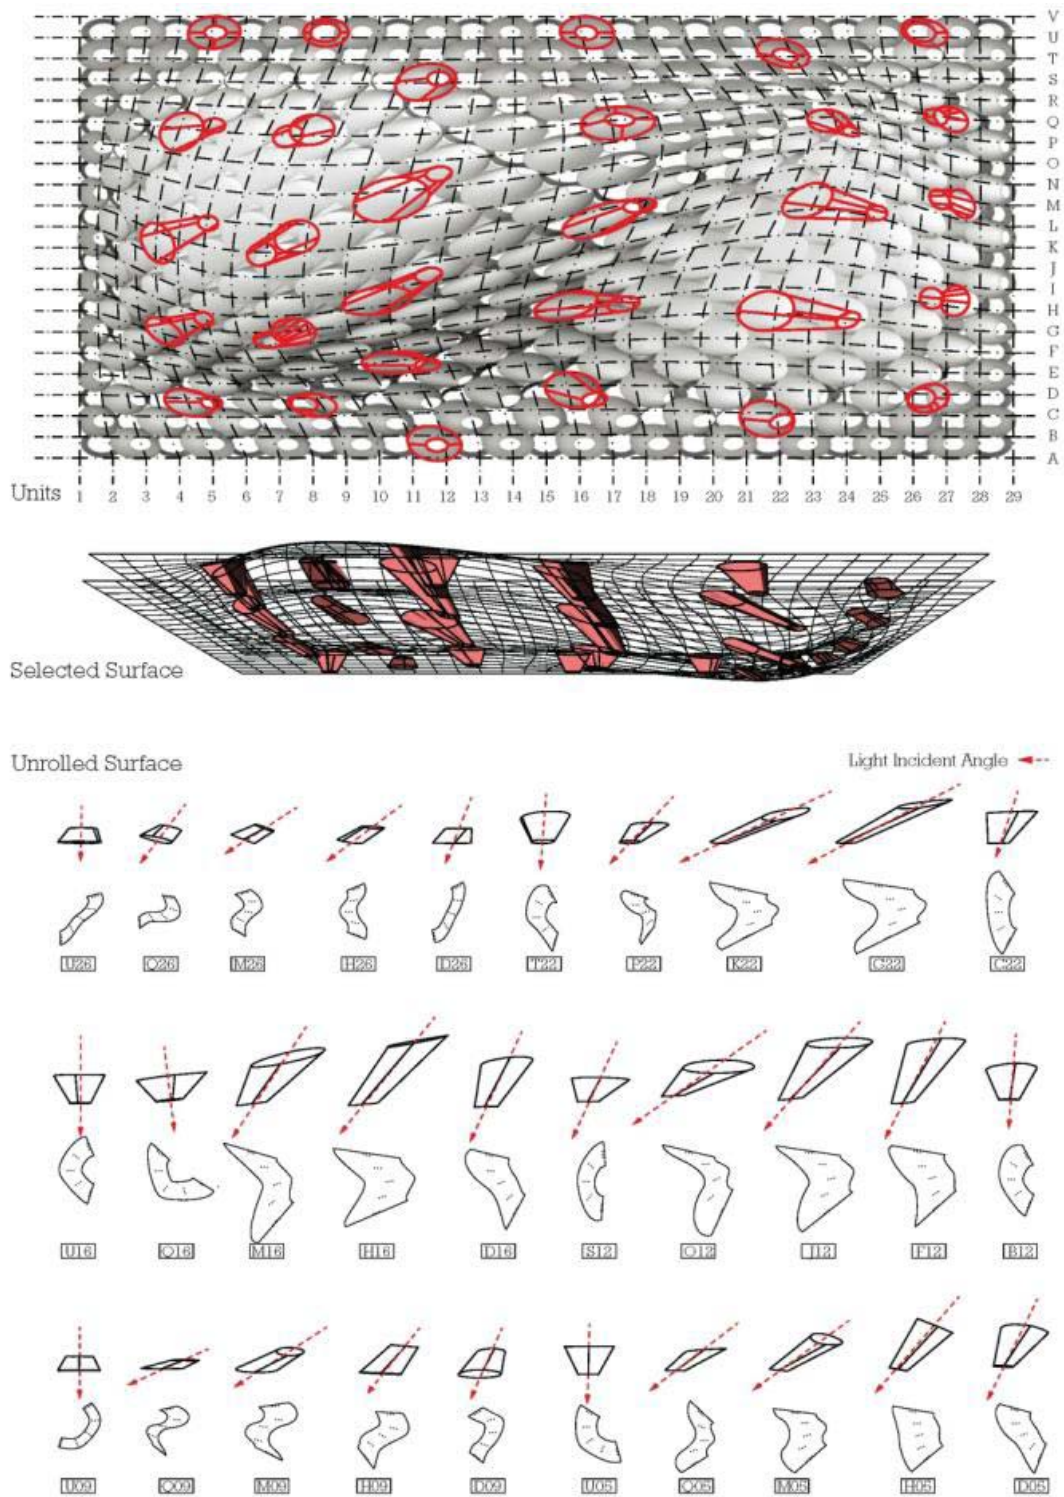 V
U
T
S
R
Q
P
O
N
M
L
K
J
I
H
G
F
E
D
C
B
A
Units 1 2 3 4 5 6 7 8 9 10 11 12 13 14 15 16 17 18 19 20 21 22 23 24 25 26 27 28 29
Selected Surface
Unrolled Surface
Light Incident Angle
U26 Q26 M26 H26 D26 T22 P22 K22 G22 C22
U16 Q16 M16 H16 D16 S12 O12 J12 F12 B12
U09 Q09 M09 H09 D09 U05 Q05 M05 H05 D05